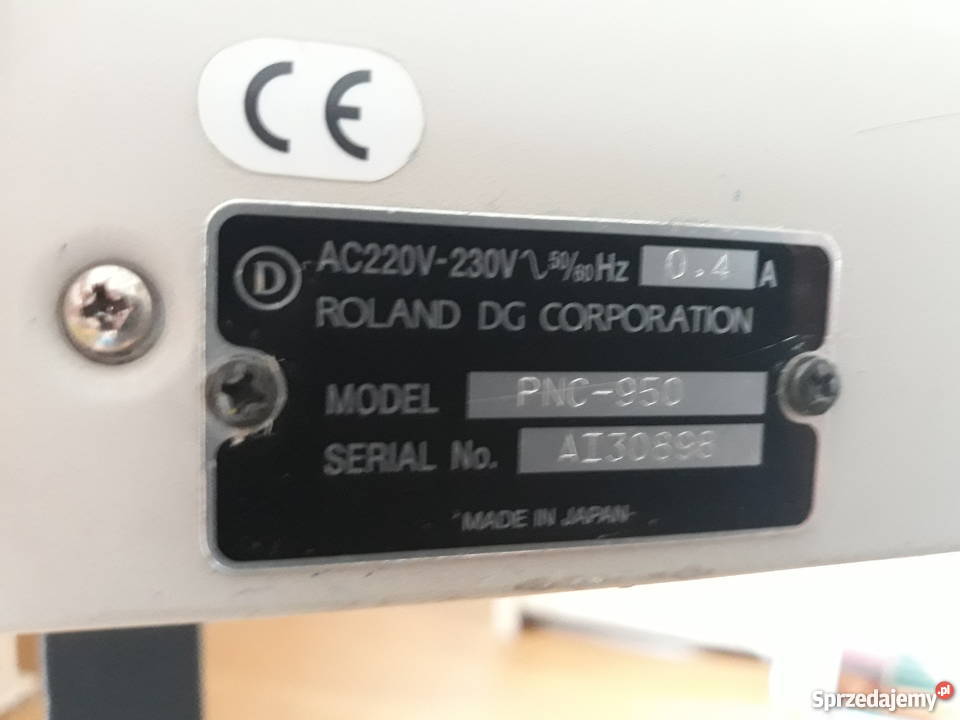 CE
D AC220V-230V 50/60Hz 0.4 A
ROLAND DG CORPORATION
MODEL PNC-950
SERIAL No. AI30898
MADE IN JAPAN
Sprzedajemy.pl